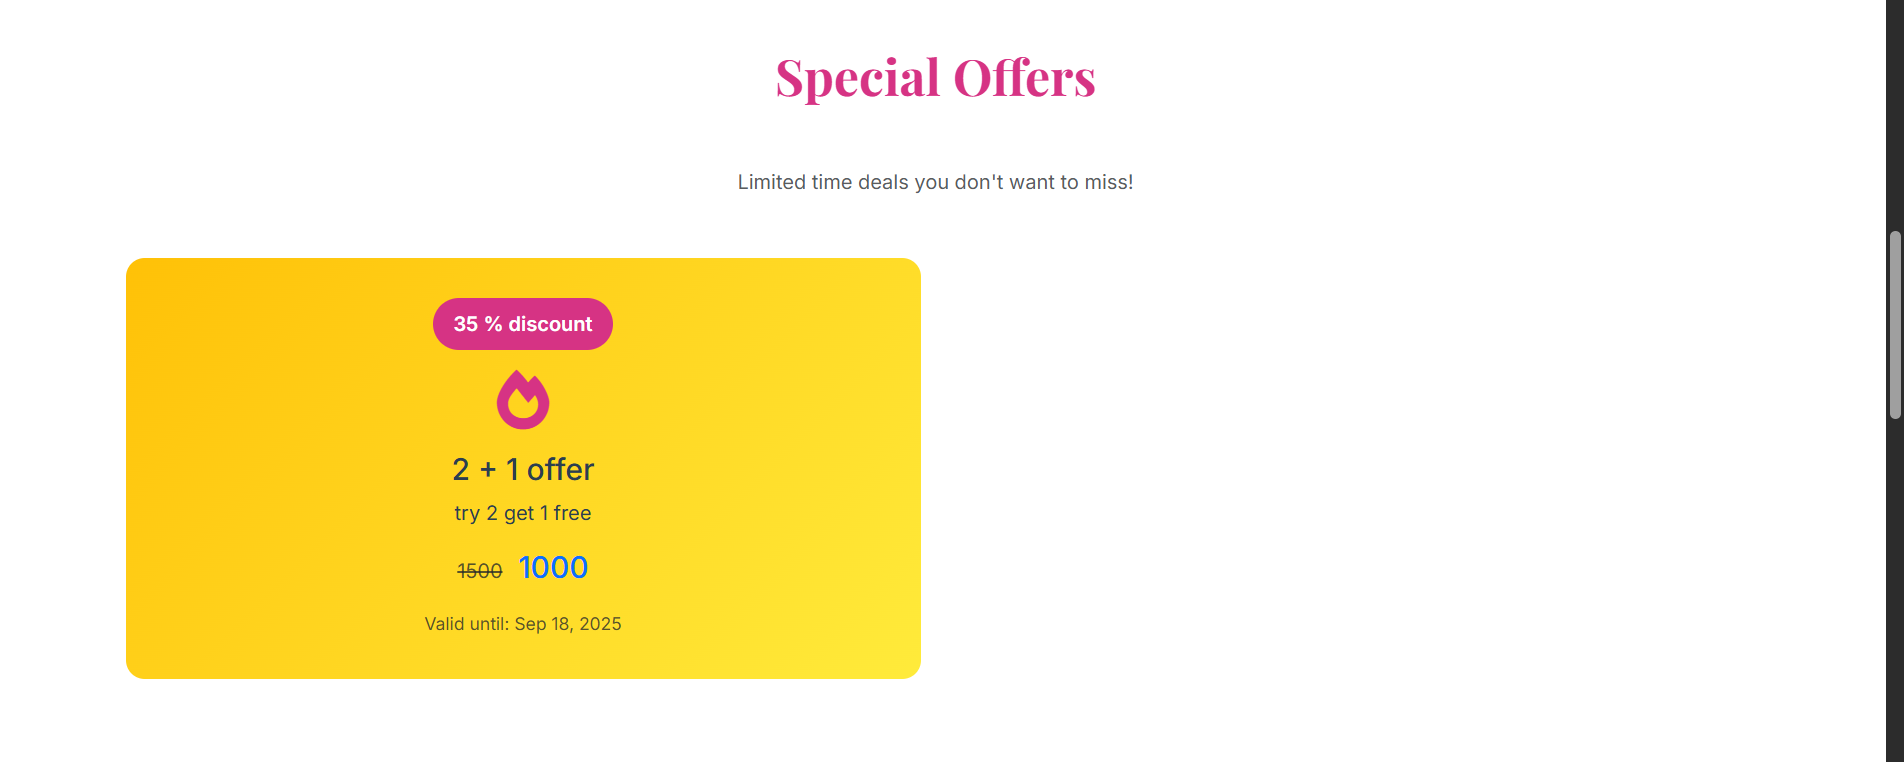 Special Offers
Limited time deals you don't want to miss!
35 % discount
2 + 1 offer
try 2 get 1 free
1500 1000
Valid until: Sep 18, 2025